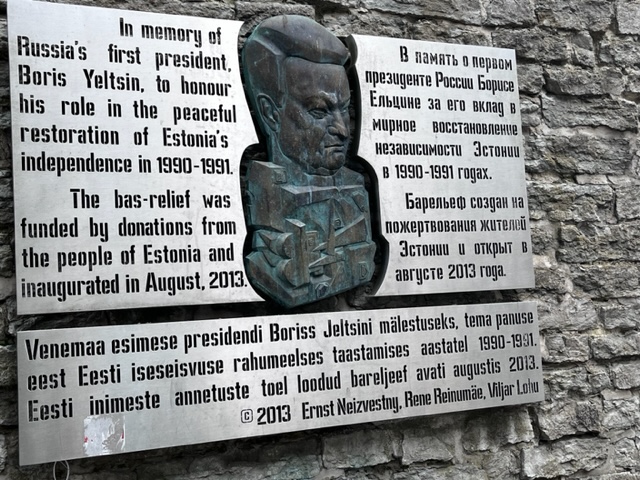 In memory of
Russia's first president,
Boris Yeltsin, to honour
his role in the peaceful
restoration of Estonia's
independence in 1990-1991.
The bas-relief was
funded by donations from
the people of Estonia and
inaugurated in August, 2013.
В память о первом
президенте России Борисе
Ельцине за его вклад в
мирное восстановление
независимости Эстонии
в 1990-1991 годах.
Барельеф создан на
пожертвования жителей
Эстонии и открыт в
августе 2013 года.
Venemaa esimese presidendi Boriss Jeltsini mälestuseks, tema panuse
eest Eesti iseseisvuse rahumeelses taastamises aastatel 1990-1991.
Eesti inimeste annetuste toel loodud bareljeef avati augustis 2013.
© 2013 Ernst Neizvestny, Rene Reinumäe, Viljar Lohu